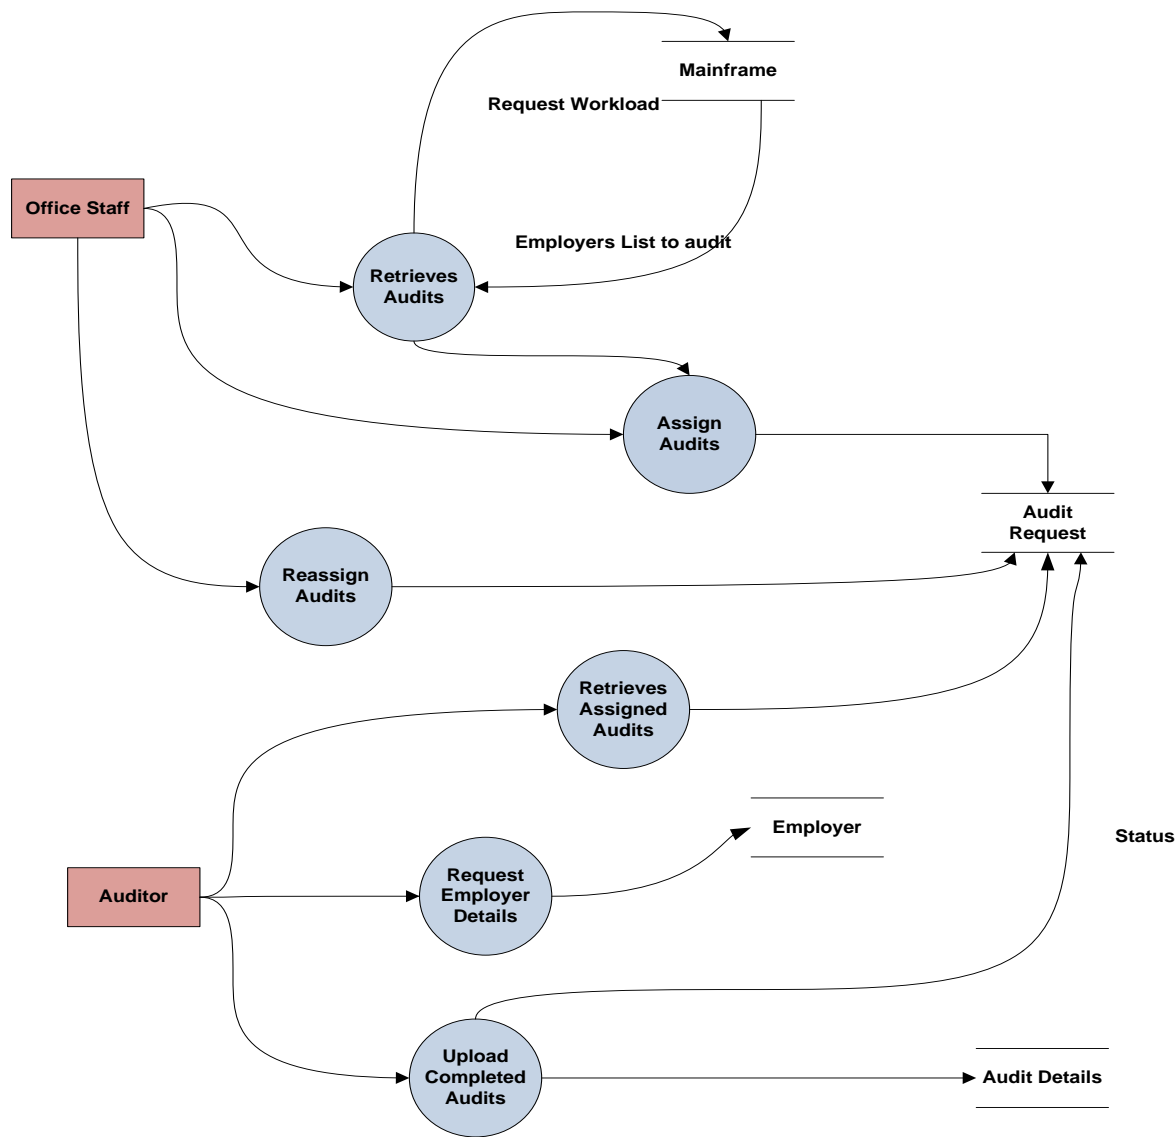 Mainframe
Request Workload
Office Staff
Employers List to audit
Retrieves
Audits
Assign
Audits
Audit
Request
Reassign
Audits
Retrieves
Assigned
Audits
Employer
Status
Request
Employer
Details
Auditor
Upload
Completed
Audits
Audit Details